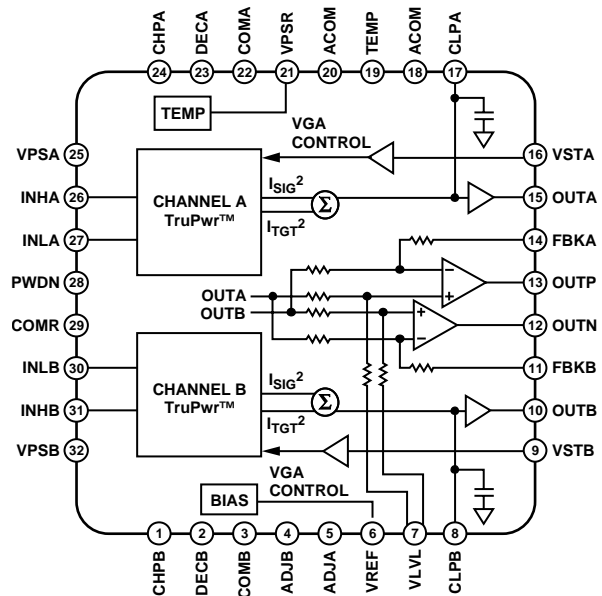 CHPA DECA COMA VPSR ACOM TEMP ACOM CLPA
24 23 22 21 20 19 18 17
TEMP
VGA
CONTROL
VPSA 25
16 VSTA
INHA 26
CHANNEL A
TruPwr™
ISIG²
Σ
15 OUTA
INLA 27
ITGT²
14 FBKA
PWDN 28
−
13 OUTP
OUTA
+
OUTB
+
COMR 29
12 OUTN
−
INLB 30
11 FBKB
CHANNEL B
TruPwr™
ISIG²
Σ
INHB 31
10 OUTB
ITGT²
VPSB 32
9 VSTB
VGA
CONTROL
BIAS
1 2 3 4 5 6 7 8
CHPB DECB COMB ADJB ADJA VREF VLVL CLPB